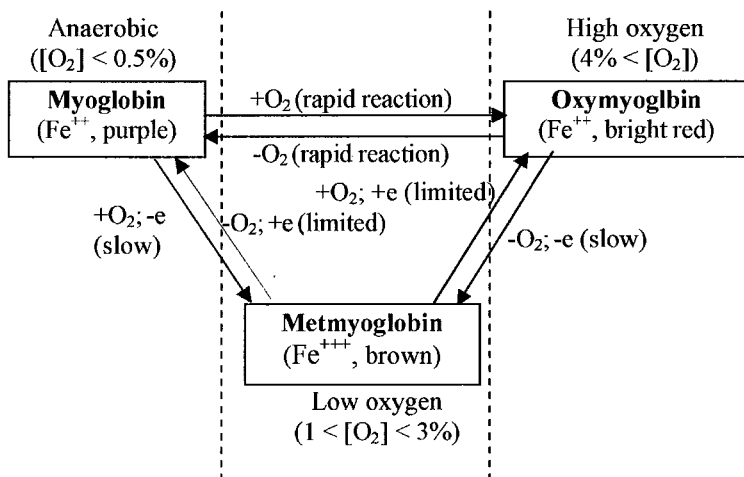 Anaerobic
([O₂] < 0.5%)
High oxygen
(4% < [O₂])
Myoglobin
(Fe⁺⁺, purple)
+O₂ (rapid reaction)
-O₂ (rapid reaction)
Oxymyoglbin
(Fe⁺⁺, bright red)
+O₂; -e
(slow)
-O₂; +e (limited)
+O₂; +e (limited)
-O₂; -e (slow)
Metmyoglobin
(Fe⁺⁺⁺, brown)
Low oxygen
(1 < [O₂] < 3%)